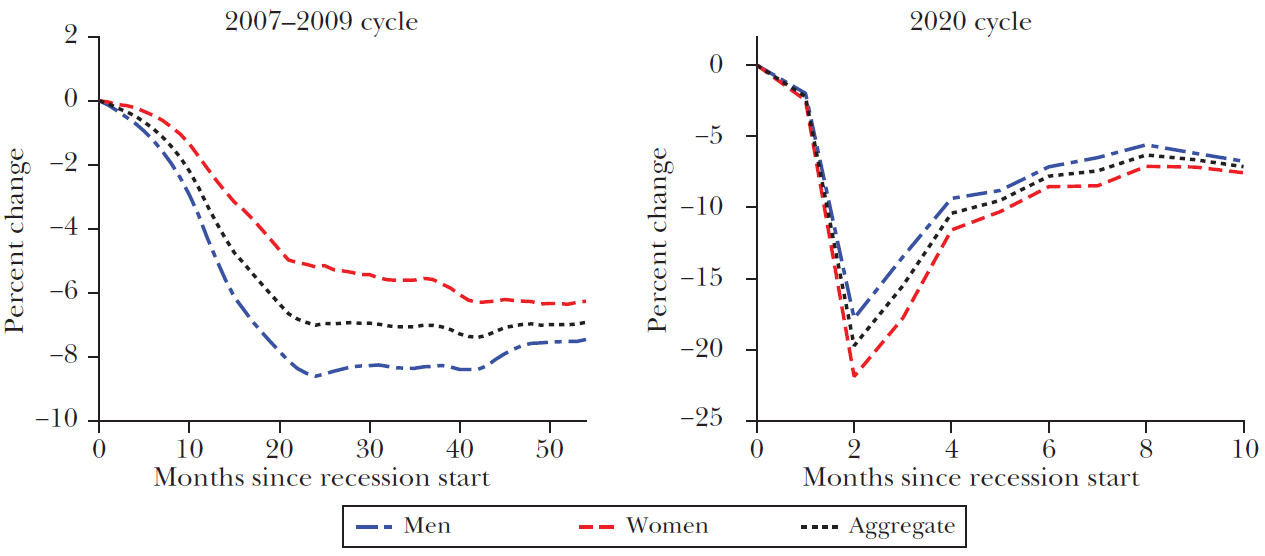 2007–2009 cycle
2
0
–2
–4
–6
–8
–10
Percent change
0 10 20 30 40 50
Months since recession start
2020 cycle
0
–5
–10
–15
–20
–25
Percent change
0 2 4 6 8 10
Months since recession start
Men Women Aggregate